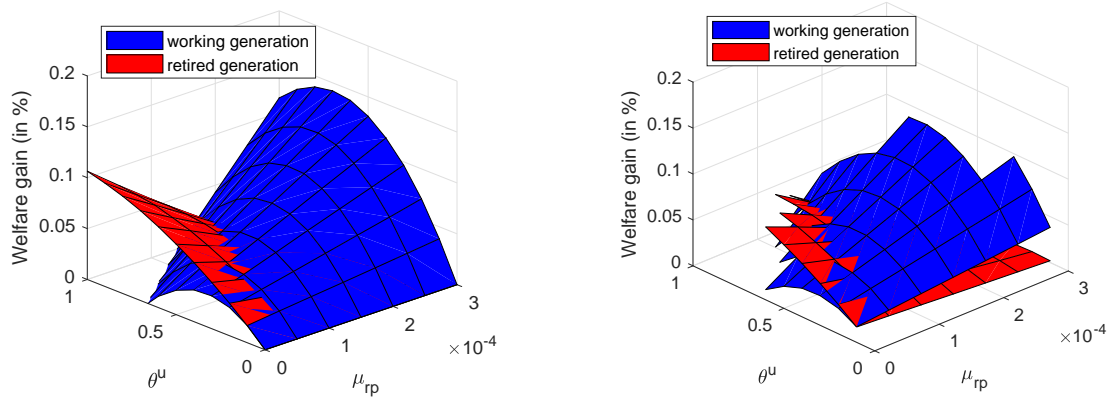 working generation
retired generation
0.2
0.15
0.1
0.05
0
Welfare gain (in %)
1
0.5
0
θᵘ
0
1
2
3
×10⁻⁴
μrp
working generation
retired generation
0.2
0.15
0.1
0.05
0
Welfare gain (in %)
1
0.5
0
θᵘ
0
1
2
3
×10⁻⁴
μrp